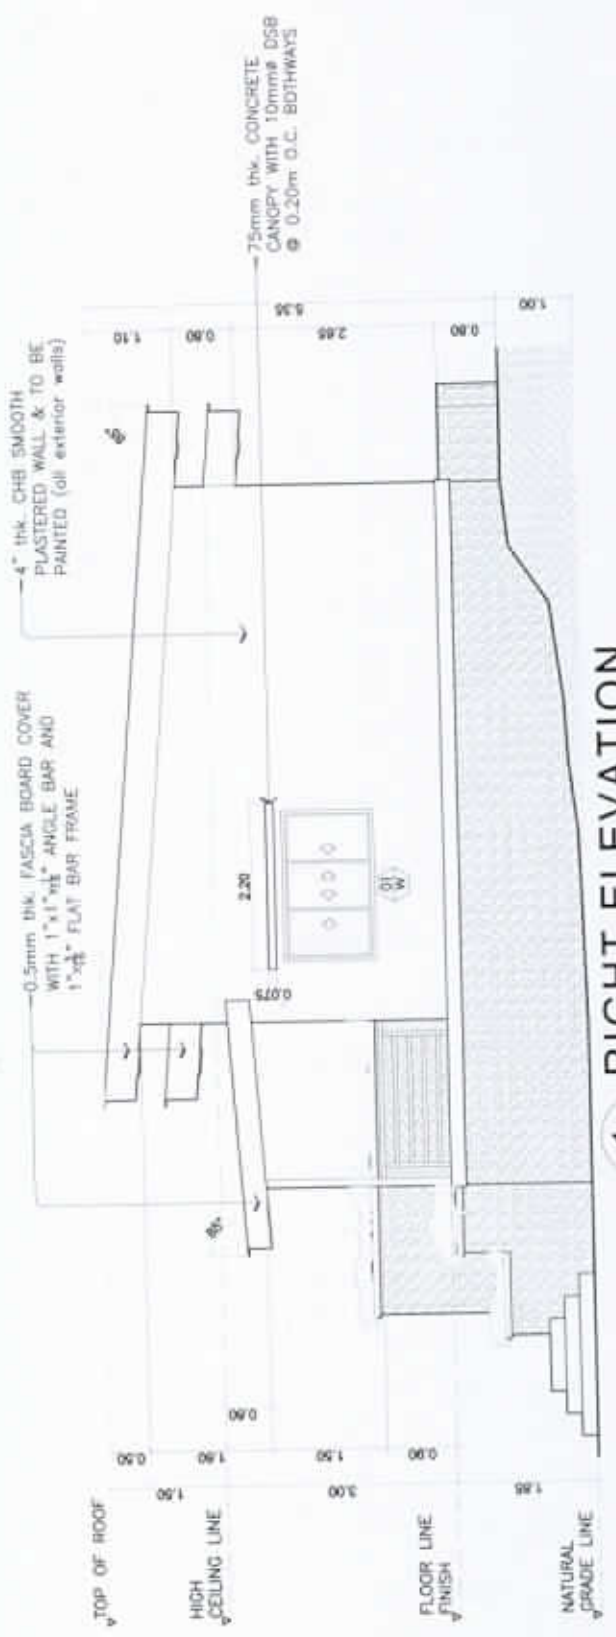 0.5mm thk. FASCIA BOARD COVER
WITH 1"x1"x1/8" ANGLE BAR AND
1"x1/8" FLAT BAR FRAME
4" thk. CHB SMOOTH
PLASTERED WALL & TO BE
PAINTED (all exterior walls)
75mm thk. CONCRETE
CANOPY WITH 10mmø DSB
@ 0.20m O.C. BOTHWAYS
TOP OF ROOF
HIGH
CEILING LINE
FLOOR LINE
FINISH
NATURAL
GRADE LINE
0.50
1.60
1.50
0.90
0.60
1.50
3.00
1.85
2.20
0.075
01
W
1.10
0.80
2.65
0.80
5.35
1.00
RIGHT ELEVATION